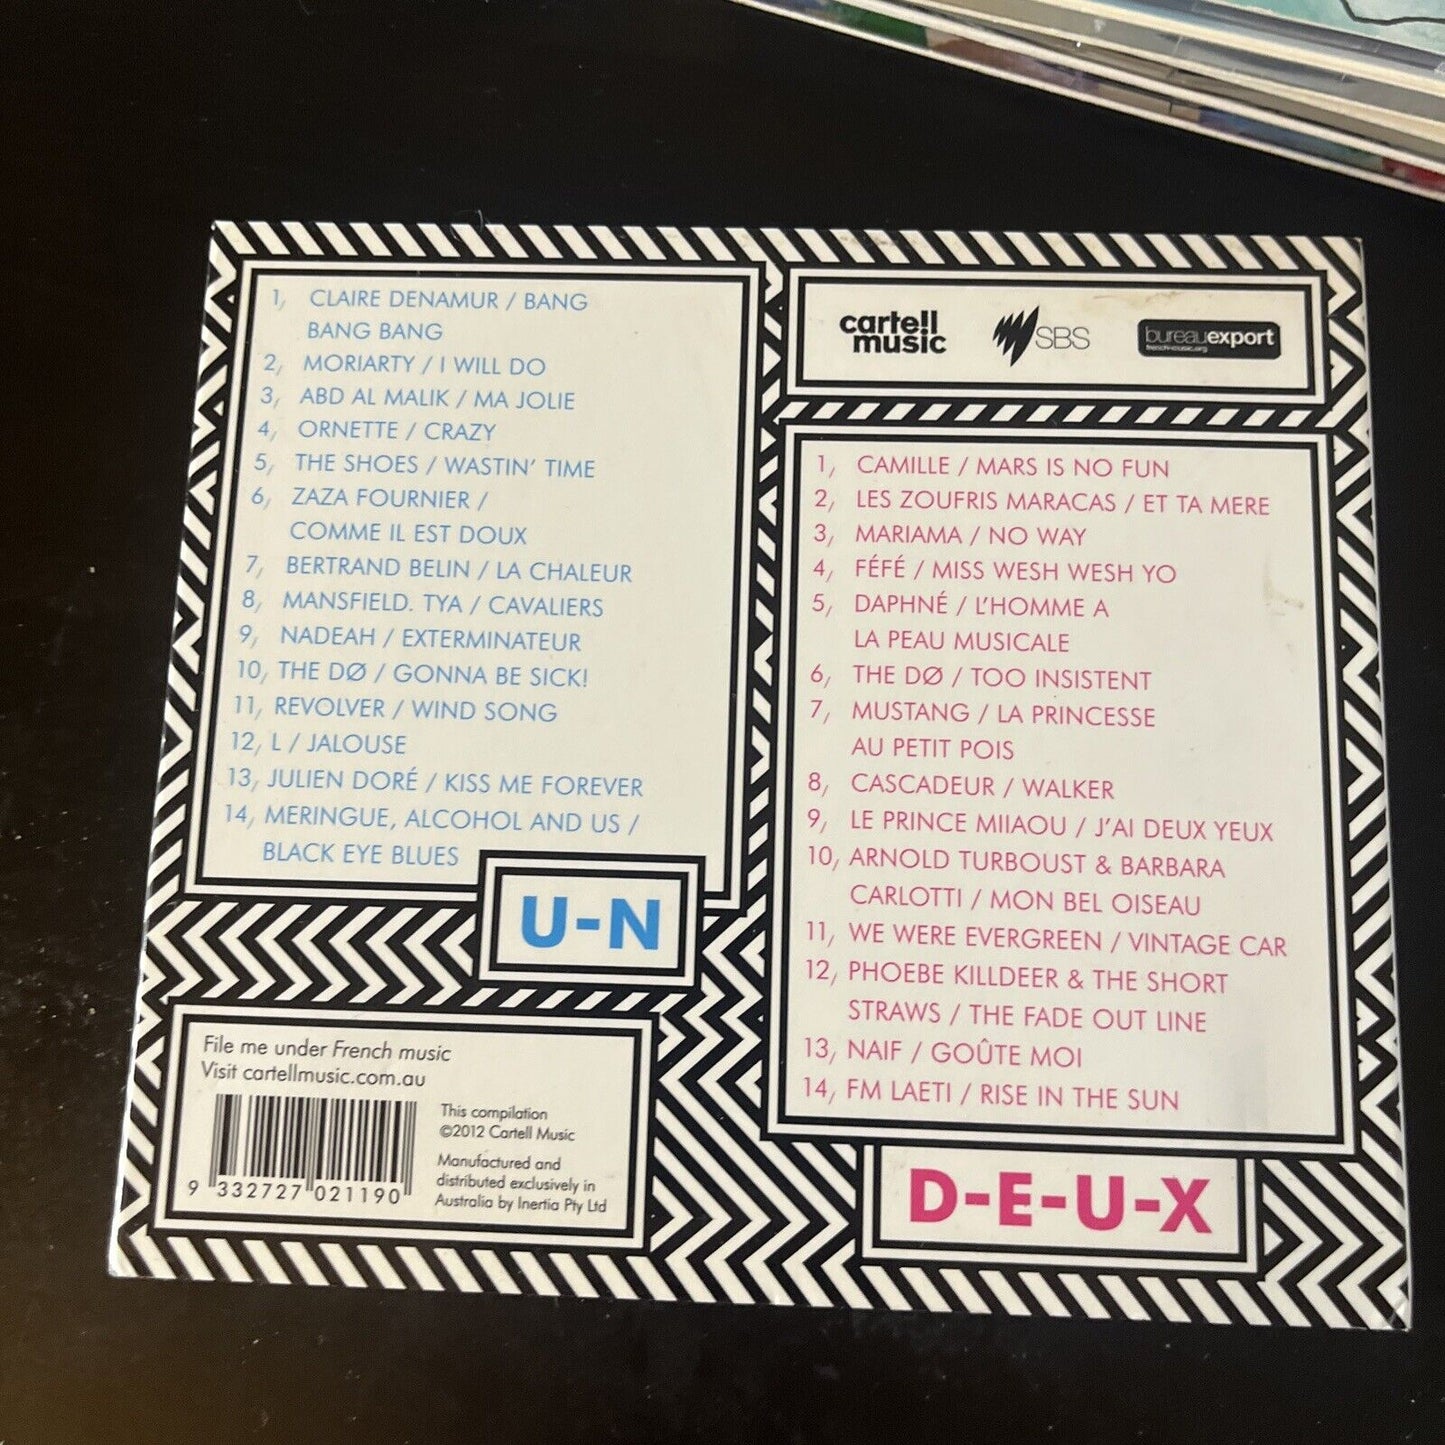 1, CLAIRE DENAMUR / BANG
BANG BANG
2, MORIARTY / I WILL DO
3, ABD AL MALIK / MA JOLIE
4, ORNETTE / CRAZY
5, THE SHOES / WASTIN' TIME
6, ZAZA FOURNIER /
COMME IL EST DOUX
7, BERTRAND BELIN / LA CHALEUR
8, MANSFIELD. TYA / CAVALIERS
9, NADEAH / EXTERMINATEUR
10, THE DØ / GONNA BE SICK!
11, REVOLVER / WIND SONG
12, L / JALOUSE
13, JULIEN DORÉ / KISS ME FOREVER
14, MERINGUE, ALCOHOL AND US /
BLACK EYE BLUES
U-N
cartell
music
SBS
bureauexport
french-music.org
1, CAMILLE / MARS IS NO FUN
2, LES ZOUFRIS MARACAS / ET TA MERE
3, MARIAMA / NO WAY
4, FÉFÉ / MISS WESH WESH YO
5, DAPHNÉ / L'HOMME A
LA PEAU MUSICALE
6, THE DØ / TOO INSISTENT
7, MUSTANG / LA PRINCESSE
AU PETIT POIS
8, CASCADEUR / WALKER
9, LE PRINCE MIIAOU / J'AI DEUX YEUX
10, ARNOLD TURBOUST & BARBARA
CARLOTTI / MON BEL OISEAU
11, WE WERE EVERGREEN / VINTAGE CAR
12, PHOEBE KILLDEER & THE SHORT
STRAWS / THE FADE OUT LINE
13, NAIF / GOÛTE MOI
14, FM LAETI / RISE IN THE SUN
D-E-U-X
File me under French music
Visit cartellmusic.com.au
9 332727 021190
This compilation
©2012 Cartell Music
Manufactured and
distributed exclusively in
Australia by Inertia Pty Ltd